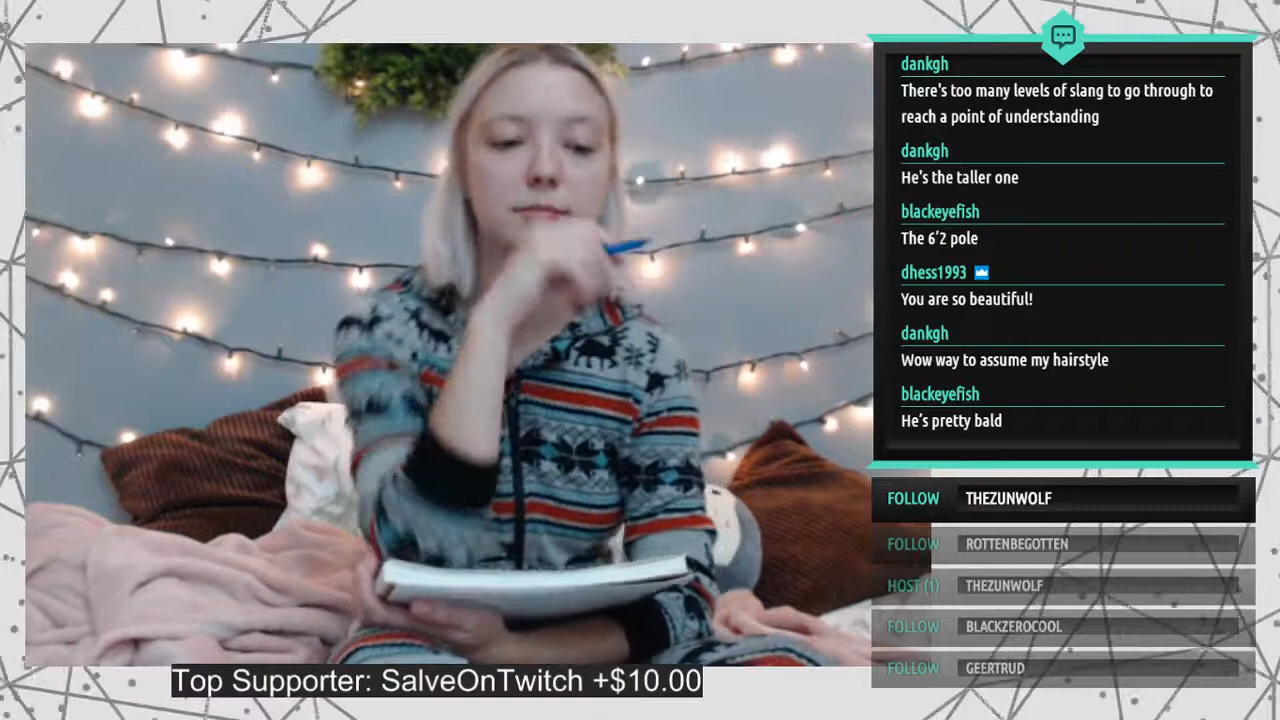 dankgh
There's too many levels of slang to go through to
reach a point of understanding
dankgh
He's the taller one
blackeyefish
The 6'2 pole
dhess1993
You are so beautiful!
dankgh
Wow way to assume my hairstyle
blackeyefish
He's pretty bald
FOLLOW THEZUNWOLF
FOLLOW ROTTENBEGOTTEN
HOST (1) THEZUNWOLF
FOLLOW BLACKZEROCOOL
FOLLOW GEERTRUD
Top Supporter: SalveOnTwitch +$10.00